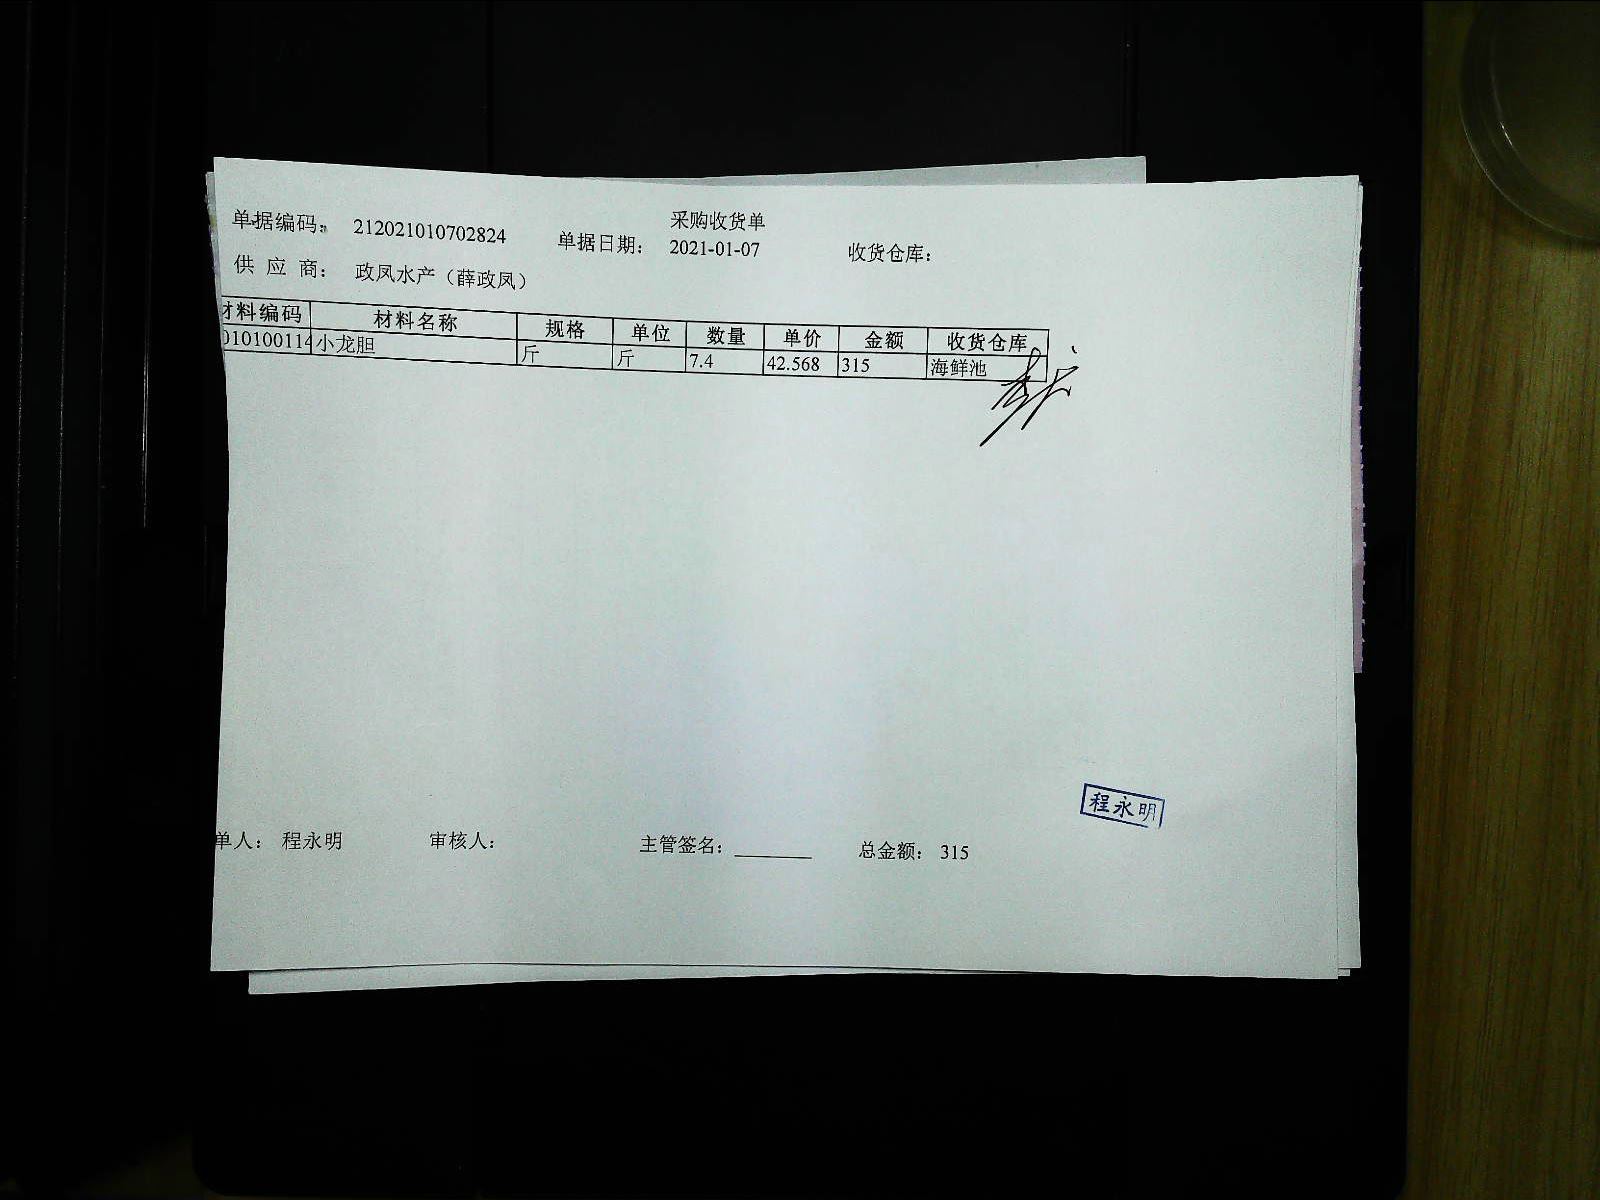 采购收货单
单据编码: 212021010702824 单据日期: 2021-01-07 收货仓库:
供 应 商: 政凤水产（薛政凤）
材料编码 材料名称 规格 单位 数量 单价 金额 收货仓库
010100114 小龙胆 斤 斤 7.4 42.568 315 海鲜池
程永明
单人: 程永明 审核人: 主管签名: ________ 总金额: 315